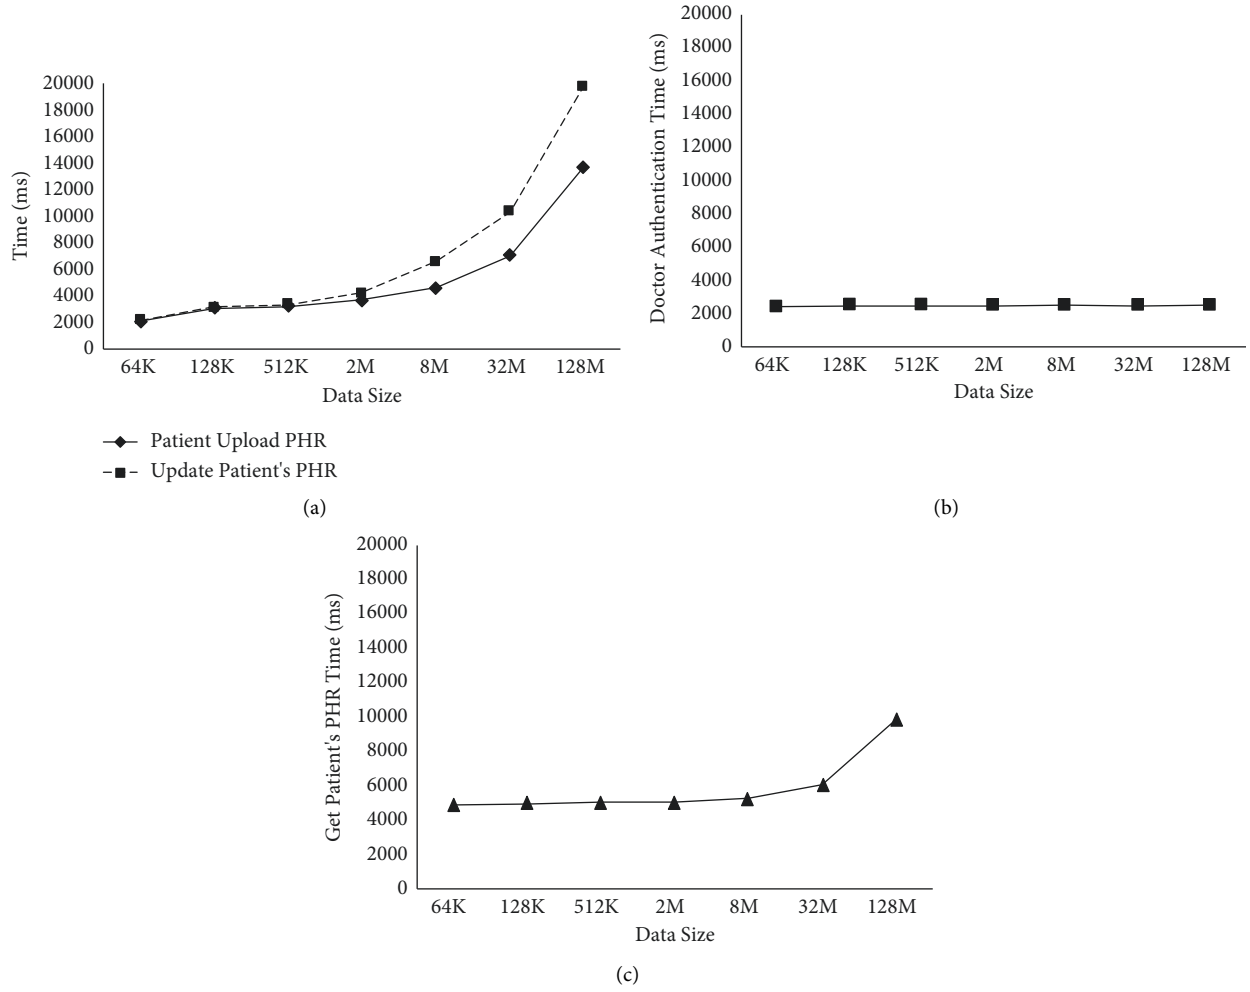 Time (ms)
20000
18000
16000
14000
12000
10000
8000
6000
4000
2000
0
64K 128K 512K 2M 8M 32M 128M
Data Size
Patient Upload PHR
Update Patient's PHR
(a)
Doctor Authentication Time (ms)
20000
18000
16000
14000
12000
10000
8000
6000
4000
2000
0
64K 128K 512K 2M 8M 32M 128M
Data Size
(b)
Get Patient's PHR Time (ms)
20000
18000
16000
14000
12000
10000
8000
6000
4000
2000
0
64K 128K 512K 2M 8M 32M 128M
Data Size
(c)